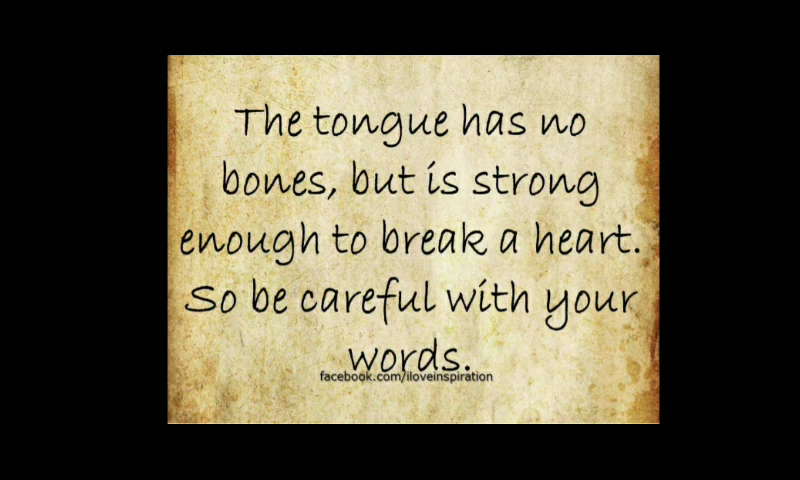 The tongue has no
bones, but is strong
enough to break a heart.
So be careful with your
words.
facebook.com/iloveinspiration